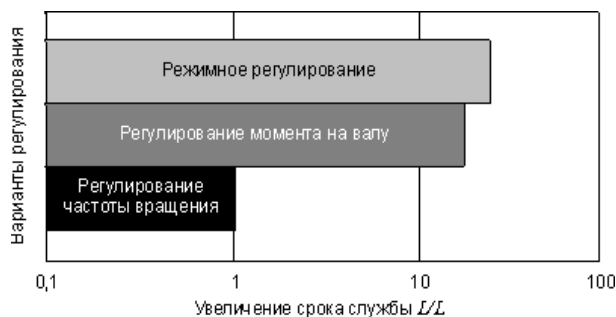 Варианты регулирования
Режимное регулирование
Регулирование момента на валу
Регулирование
частоты вращения
0,1
1
10
100
Увеличение срока службы L/L